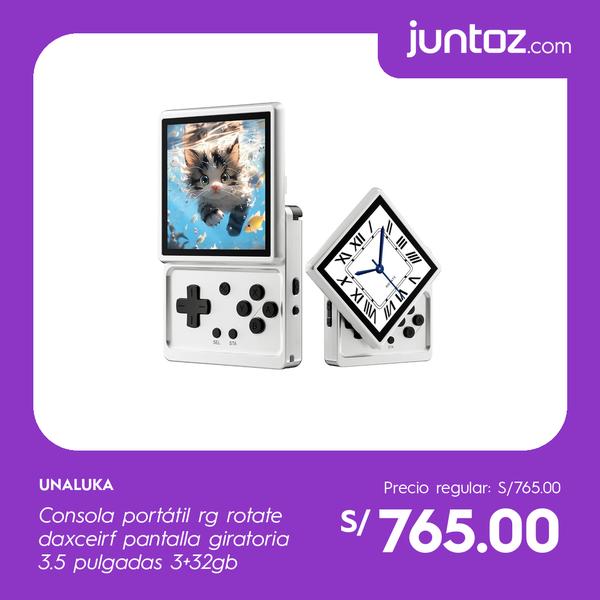 juntoz.com
SEL STA
UNALUKA
Consola portátil rg rotate
daxceirf pantalla giratoria
3.5 pulgadas 3+32gb
Precio regular: S/765.00
S/ 765.00